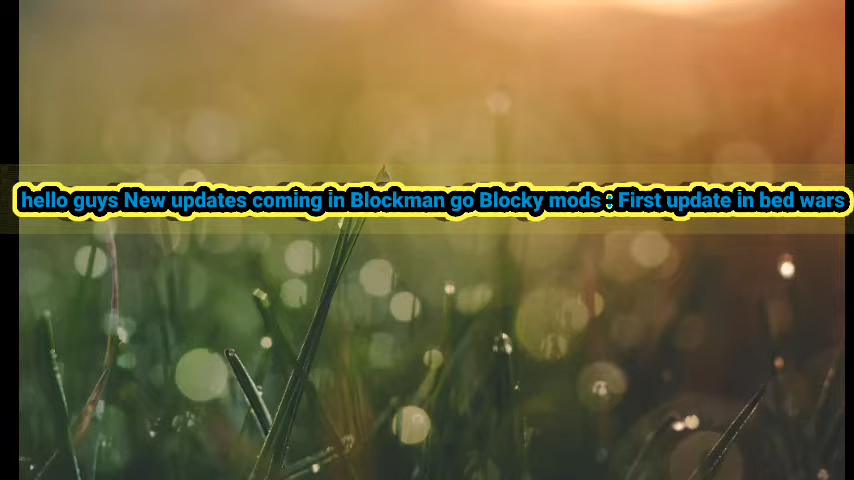 hello guys New updates coming in Blockman go Blocky mods : First update in bed wars